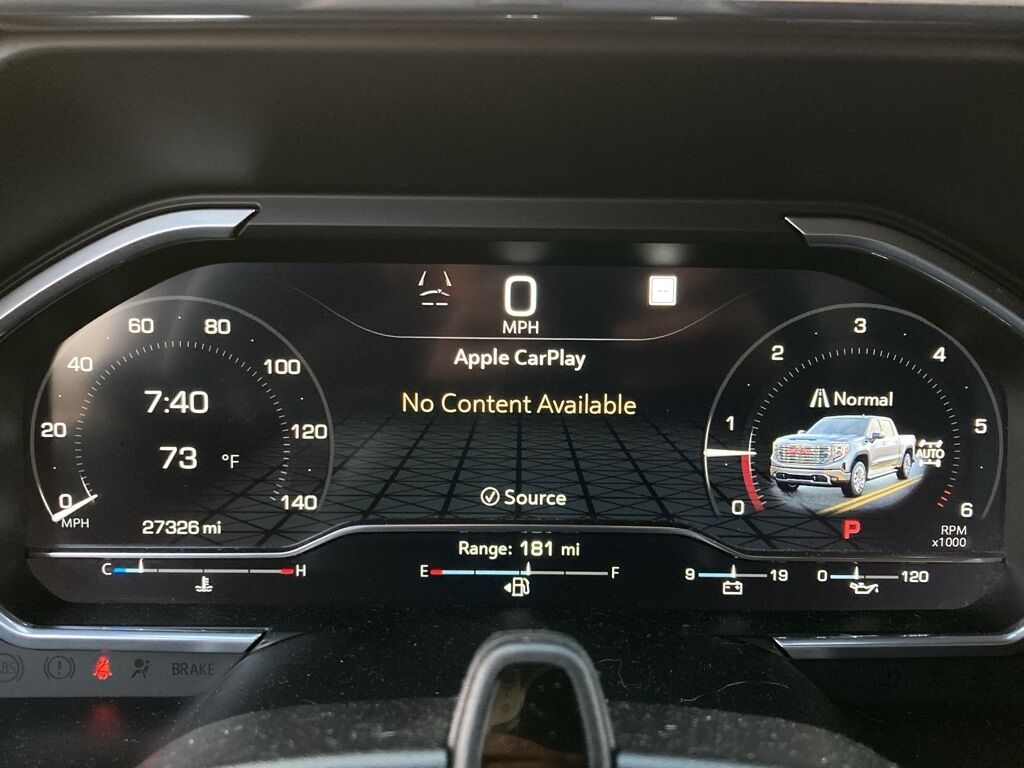 0
MPH
Apple CarPlay
No Content Available
Source
0
20
40
60
80
100
120
140
MPH
7:40
73 °F
27326 mi
0
1
2
3
4
5
6
RPM
x1000
Normal
AUTO
P
Range: 181 mi
C H
E F
9 19
0 120
BRAKE